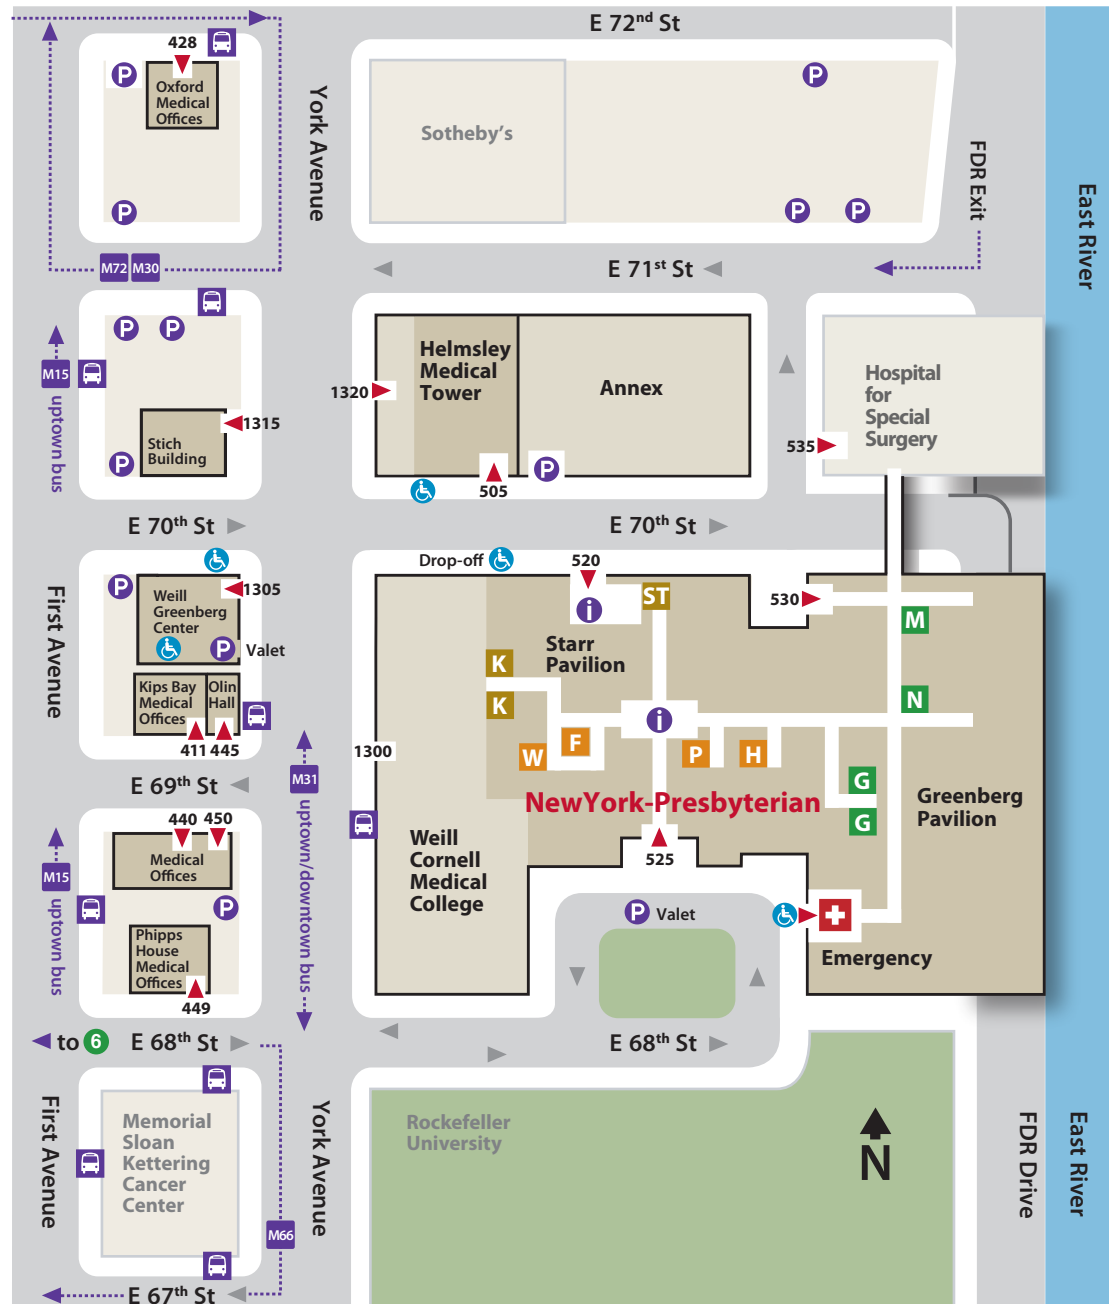 E 72nd St
428
P
Oxford
Medical
Offices
P
York Avenue
Sotheby's
P
P
P
FDR Exit
East River
P
M72
M30
E 71st St
P
P
M15
uptown bus
1315
Stich
Building
P
1320
Helmsley
Medical
Tower
Annex
505
P
Hospital
for
Special
Surgery
535
E 70th St
E 70th St
First Avenue
P
1305
Weill
Greenberg
Center
P
Valet
Kips Bay
Medical
Offices
Olin
Hall
411
445
Drop-off
520
i
ST
530
M
Starr
Pavilion
K
K
N
1300
i
W
F
P
H
G
G
NewYork-Presbyterian
Greenberg
Pavilion
E 69th St
M31
uptown/downtown bus
440
450
Medical
Offices
M15
uptown bus
P
Phipps
House
Medical
Offices
449
Weill
Cornell
Medical
College
525
P
Valet
Emergency
to 6
E 68th St
E 68th St
First Avenue
Memorial
Sloan
Kettering
Cancer
Center
York Avenue
M66
Rockefeller
University
N
FDR Drive
East River
E 67th St